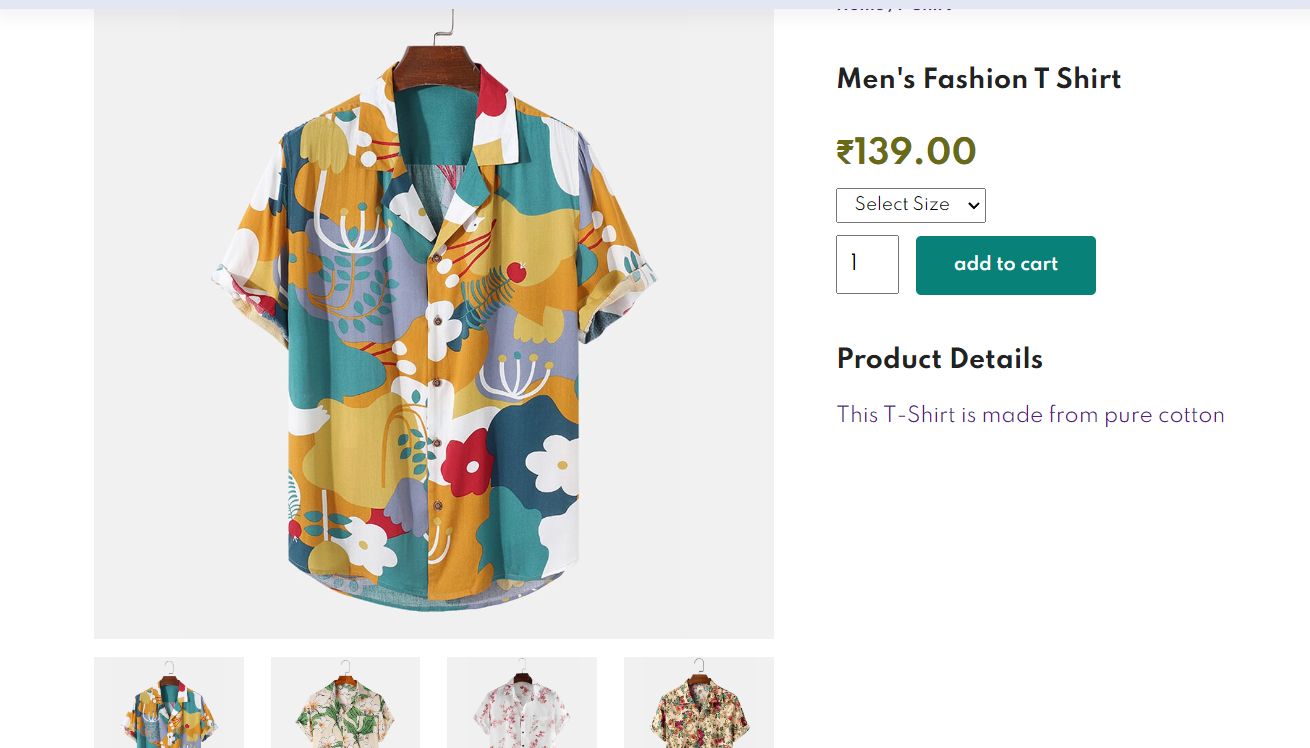 Men's Fashion T Shirt
₹139.00
Select Size
1
add to cart
Product Details
This T-Shirt is made from pure cotton